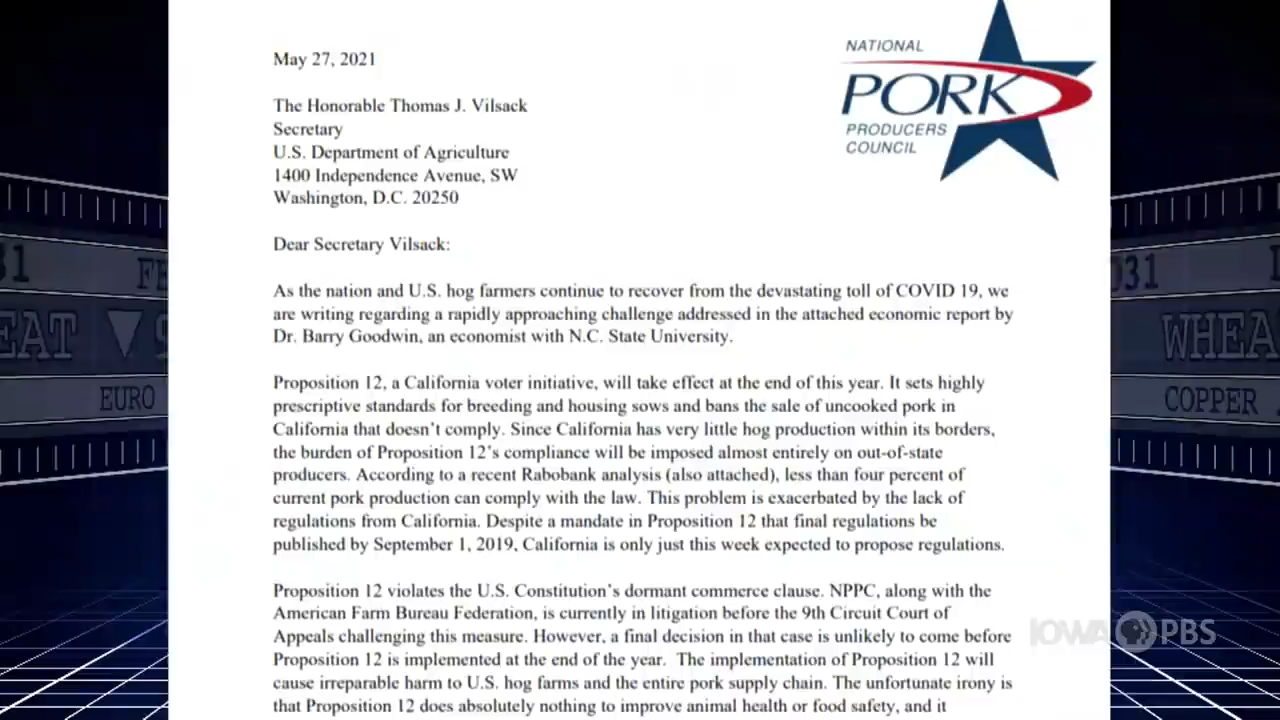 May 27, 2021
NATIONAL
PORK
PRODUCERS
COUNCIL
The Honorable Thomas J. Vilsack
Secretary
U.S. Department of Agriculture
1400 Independence Avenue, SW
Washington, D.C. 20250
Dear Secretary Vilsack:
As the nation and U.S. hog farmers continue to recover from the devastating toll of COVID 19, we
are writing regarding a rapidly approaching challenge addressed in the attached economic report by
Dr. Barry Goodwin, an economist with N.C. State University.
Proposition 12, a California voter initiative, will take effect at the end of this year. It sets highly
prescriptive standards for breeding and housing sows and bans the sale of uncooked pork in
California that doesn't comply. Since California has very little hog production within its borders,
the burden of Proposition 12's compliance will be imposed almost entirely on out-of-state
producers. According to a recent Rabobank analysis (also attached), less than four percent of
current pork production can comply with the law. This problem is exacerbated by the lack of
regulations from California. Despite a mandate in Proposition 12 that final regulations be
published by September 1, 2019, California is only just this week expected to propose regulations.
Proposition 12 violates the U.S. Constitution's dormant commerce clause. NPPC, along with the
American Farm Bureau Federation, is currently in litigation before the 9th Circuit Court of
Appeals challenging this measure. However, a final decision in that case is unlikely to come before
Proposition 12 is implemented at the end of the year.  The implementation of Proposition 12 will
cause irreparable harm to U.S. hog farms and the entire pork supply chain. The unfortunate irony is
that Proposition 12 does absolutely nothing to improve animal health or food safety, and it
EURO
COPPER
IOWA PBS